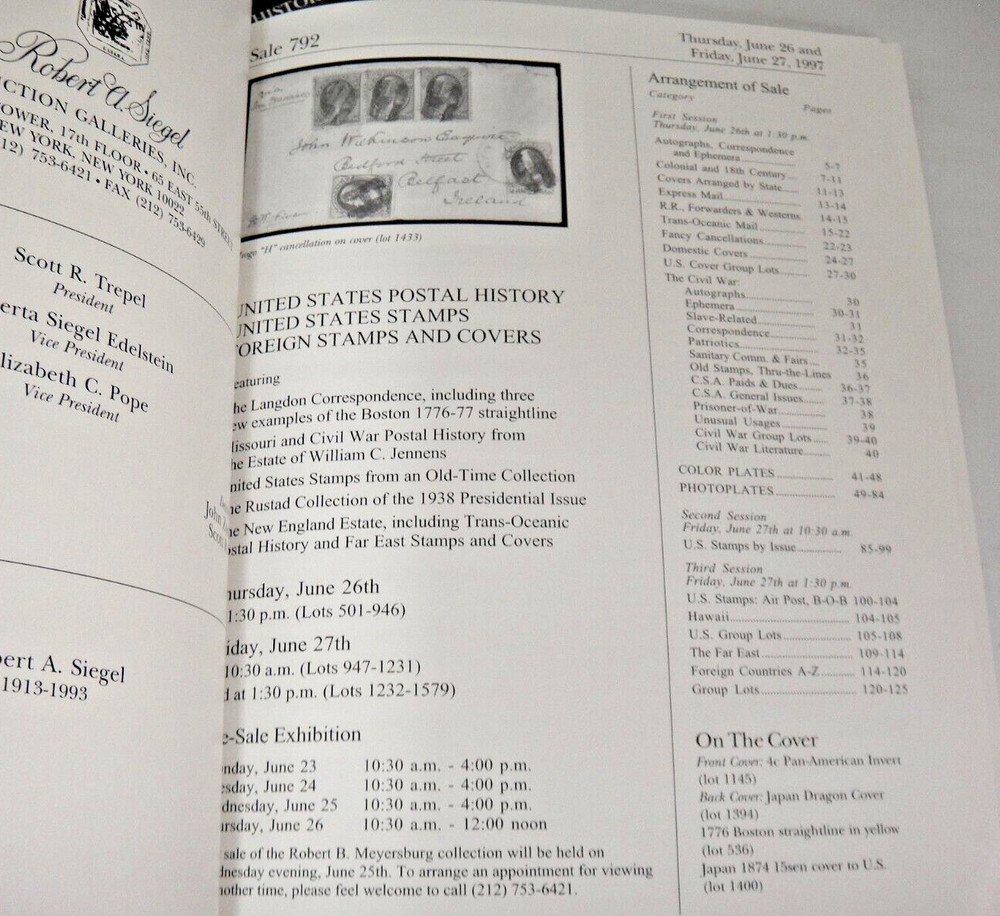 Robert A. Siegel
CTION GALLERIES, INC.
OWER, 17th FLOOR • 65 EAST 55th STREET
EW YORK, NEW YORK 10022
12) 753-6421 • FAX (212) 753-6429
Scott R. Trepel
President
erta Siegel Edelstein
Vice President
lizabeth C. Pope
Vice President
John
Scott
ert A. Siegel
1913-1993
HISTOR
Sale 792
Thursday, June 26 and
Friday, June 27, 1997
John Wilkinson Esquire
Bedford Street
Belfast
Ireland
"H" cancellation on cover (lot 1433)
UNITED STATES POSTAL HISTORY
UNITED STATES STAMPS
OREIGN STAMPS AND COVERS
eaturing
he Langdon Correspondence, including three
ew examples of the Boston 1776-77 straightline
issouri and Civil War Postal History from
he Estate of William C. Jennens
nited States Stamps from an Old-Time Collection
he Rustad Collection of the 1938 Presidential Issue
he New England Estate, including Trans-Oceanic
ostal History and Far East Stamps and Covers
ursday, June 26th
1:30 p.m. (Lots 501-946)
iday, June 27th
10:30 a.m. (Lots 947-1231)
d at 1:30 p.m. (Lots 1232-1579)
e-Sale Exhibition
nday, June 23 10:30 a.m. - 4:00 p.m.
esday, June 24 10:30 a.m. - 4:00 p.m.
dnesday, June 25 10:30 a.m. - 4:00 p.m.
ursday, June 26 10:30 a.m. - 12:00 noon
sale of the Robert B. Meyersburg collection will be held on
dnesday evening, June 25th. To arrange an appointment for viewing
nother time, please feel welcome to call (212) 753-6421.
Arrangement of Sale
Category Pages
First Session
Thursday, June 26th at 1:30 p.m.
Autographs, Correspondence
and Ephemera 5-7
Colonial and 18th Century 7-11
Covers Arranged by State 11-13
Express Mail 13-14
R.R., Forwarders & Westerns 14-15
Trans-Oceanic Mail 15-22
Fancy Cancellations 22-23
Domestic Covers 24-27
U.S. Cover Group Lots 27-30
The Civil War:
Autographs 30
Ephemera 30-31
Slave-Related 31
Correspondence 31-32
Patriotics 32-35
Sanitary Comm. & Fairs 35
Old Stamps, Thru-the-Lines 36
C.S.A. Paids & Dues 36-37
C.S.A. General Issues 37-38
Prisoner-of-War 38
Unusual Usages 39
Civil War Group Lots 39-40
Civil War Literature 40
COLOR PLATES 41-48
PHOTOPLATES 49-84
Second Session
Friday, June 27th at 10:30 a.m.
U.S. Stamps by Issue 85-99
Third Session
Friday, June 27th at 1:30 p.m.
U.S. Stamps: Air Post, B-O-B 100-104
Hawaii 104-105
U.S. Group Lots 105-108
The Far East 109-114
Foreign Countries A-Z 114-120
Group Lots 120-125
On The Cover
Front Cover: 4c Pan-American Invert
(lot 1145)
Back Cover: Japan Dragon Cover
(lot 1394)
1776 Boston straightline in yellow
(lot 536)
Japan 1874 15sen cover to U.S.
(lot 1400)